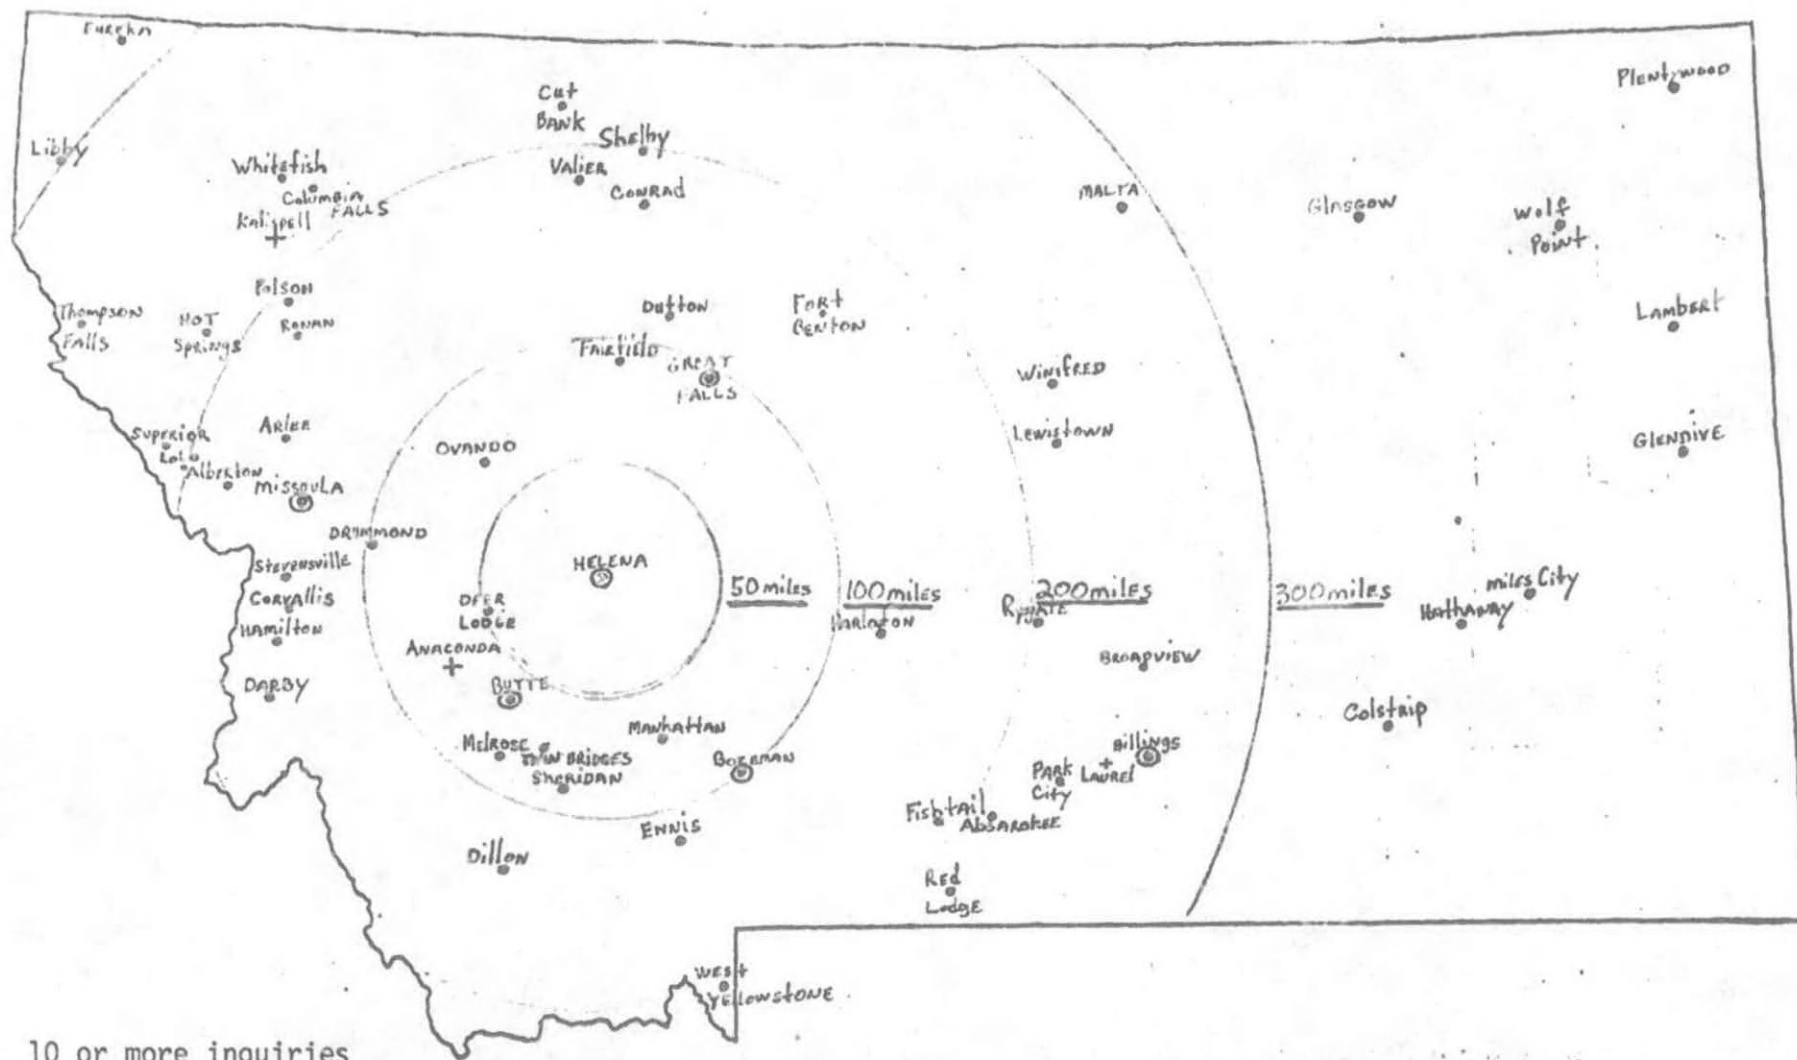 Eureka
Cut
BANK
Shelby
Plentywood
Libby
Whitefish
Columbia
FALLS
Kalispell
VALIER
CONRAD
MALTA
Glasgow
Wolf
Point
Polson
RONAN
Thompson
FALLS
HOT
SPRINGS
DUTTON
FAIRFIELD
GREAT
FALLS
FORT
BENTON
WINIFRED
LEWISTOWN
LAMBERT
GLENDIVE
SUPERIOR
Lolo
Alberton
MISSOULA
ARLEE
OVANDO
DRUMMOND
HELENA
Stevensville
CORVALLIS
HAMILTON
DARBY
DEER
LODGE
ANACONDA
BUTTE
50 miles
100 miles
200 miles
300 miles
HARLOTON
RYGATE
BROADVIEW
Hathaway
miles City
Colstrip
MELROSE
TWIN BRIDGES
SHERIDAN
MANHATTAN
BOZEMAN
ENNIS
Dillon
Billings
LAUREL
PARK
City
Fishtail
ABSAROKEE
RED
LODGE
WEST
YELLOWSTONE
10 or more inquiries